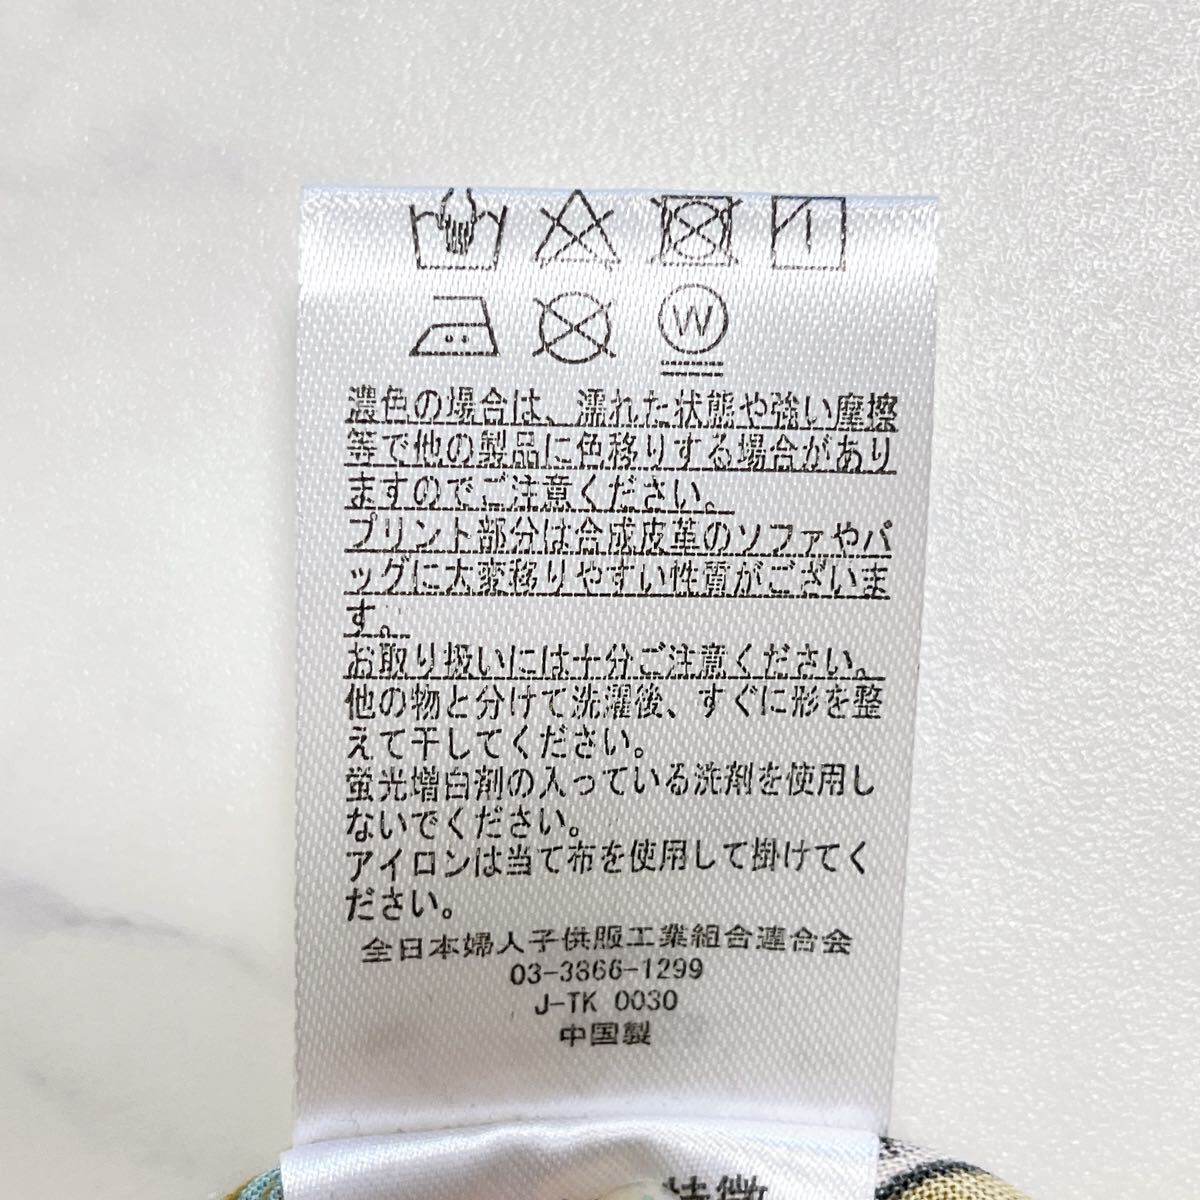 W
濃色の場合は、濡れた状態や強い摩擦
等で他の製品に色移りする場合があり
ますのでご注意ください。
プリント部分は合成皮革のソファやバ
ッグに大変移りやすい性質がございま
す。
お取り扱いには十分ご注意ください。
他の物と分けて洗濯後、すぐに形を整
えて干してください。
蛍光増白剤の入っている洗剤を使用し
ないでください。
アイロンは当て布を使用して掛けてく
ださい。
全日本婦人子供服工業組合連合会
03-3866-1299
J-TK 0030
中国製